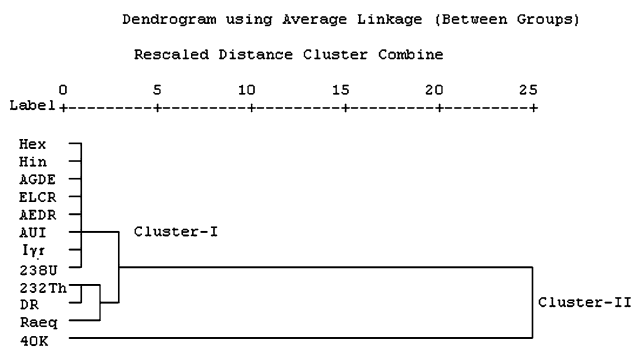 Dendrogram using Average Linkage (Between Groups)
Rescaled Distance Cluster Combine
0 5 10 15 20 25
Label
Hex
Hin
AGDE
ELCR
AEDR
AUI Cluster-I
Iγr
238U
232Th
DR Cluster-II
Raeq
40K